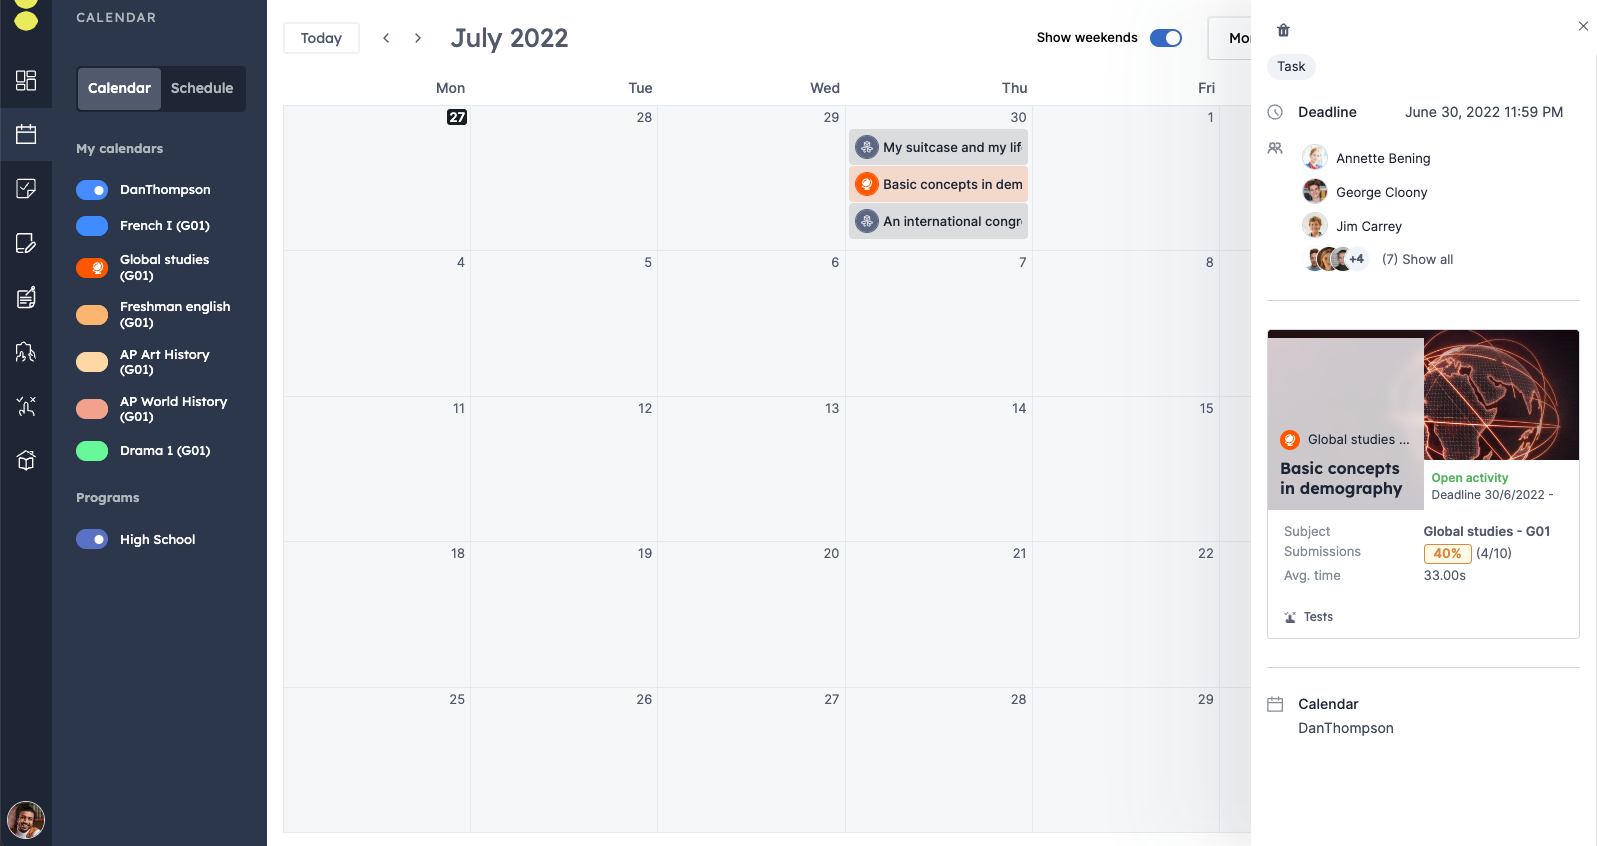 CALENDAR
Calendar
Schedule
My calendars
DanThompson
French I (G01)
Global studies
(G01)
Freshman english
(G01)
AP Art History
(G01)
AP World History
(G01)
Drama 1 (G01)
Programs
High School
Today
July 2022
Show weekends
Mon Tue Wed Thu Fri
27 28 29 30 1
My suitcase and my lif
Basic concepts in dem
An international congr
4 5 6 7 8
11 12 13 14 15
18 19 20 21 22
25 26 27 28 29
Task
Deadline June 30, 2022 11:59 PM
Annette Bening
George Cloony
Jim Carrey
+4 (7) Show all
Global studies ...
Basic concepts
in demography
Open activity
Deadline 30/6/2022 -
Subject Global studies - G01
Submissions 40% (4/10)
Avg. time 33.00s
Tests
Calendar
DanThompson